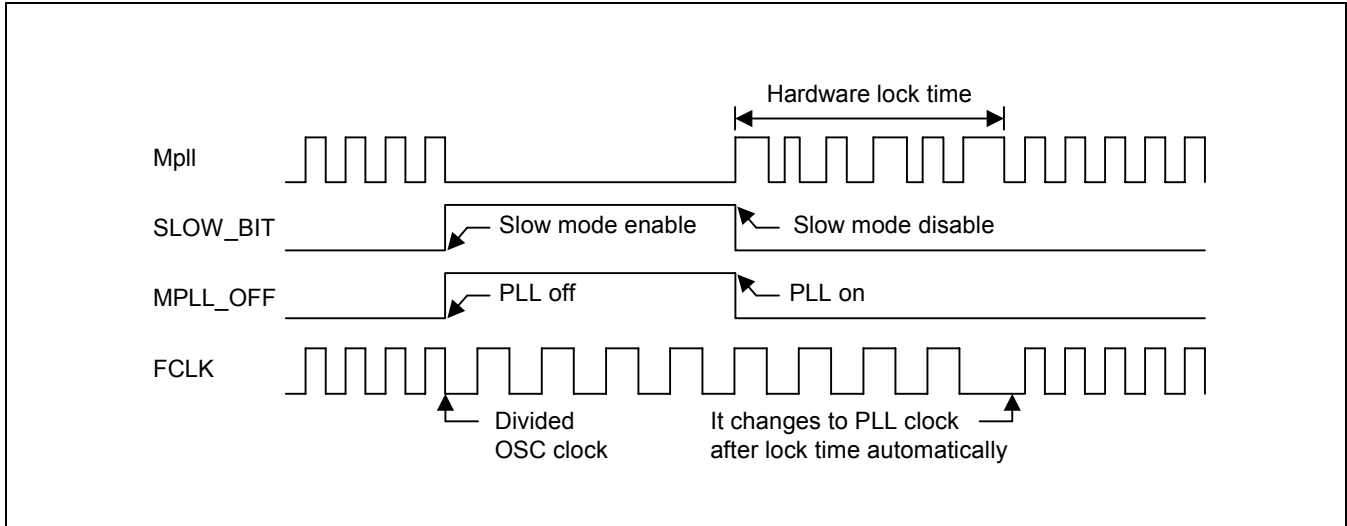 Hardware lock time
Mpll
SLOW_BIT
Slow mode enable
Slow mode disable
MPLL_OFF
PLL off
PLL on
FCLK
Divided
OSC clock
It changes to PLL clock
after lock time automatically